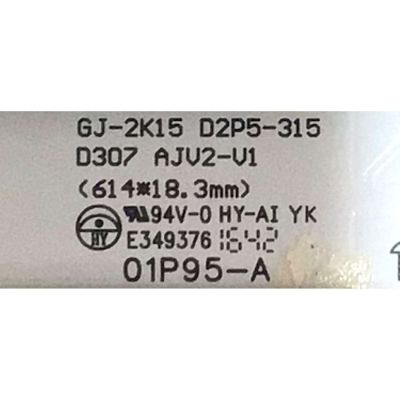 GJ-2K15 D2P5-315
D307 AJV2-V1
(614*18.3mm)
94V-0 HY-AI YK
HY E349376 1642
01P95-A